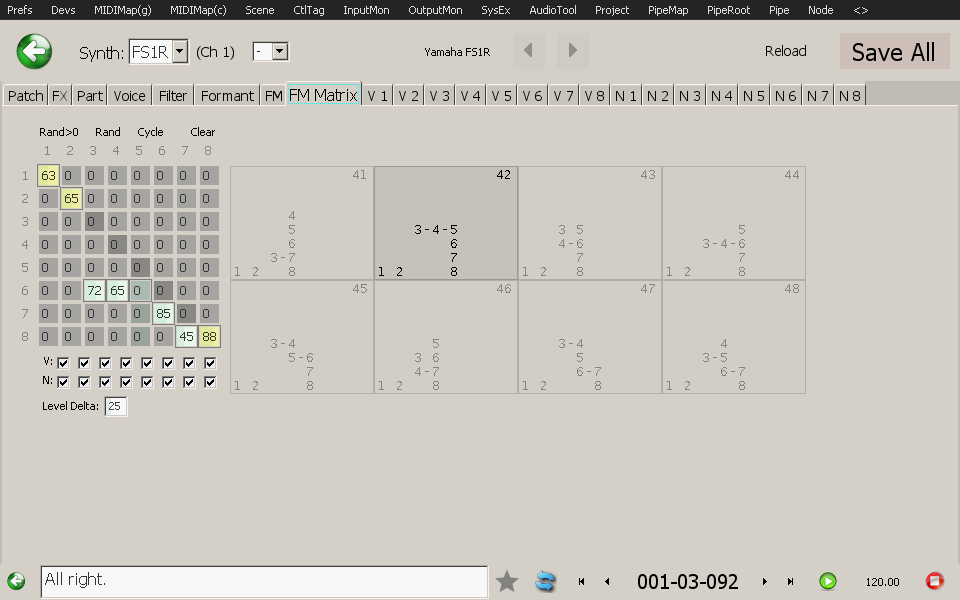 Prefs Devs MIDIMap(g) MIDIMap(c) Scene CtlTag InputMon OutputMon SysEx AudioTool Project PipeMap PipeRoot Pipe Node <>
Synth: FS1R (Ch 1) - Yamaha FS1R Reload Save All
Patch FX Part Voice Filter Formant FM FM Matrix V 1 V 2 V 3 V 4 V 5 V 6 V 7 V 8 N 1 N 2 N 3 N 4 N 5 N 6 N 7 N 8
Rand>0 Rand Cycle Clear
1 2 3 4 5 6 7 8
1 63 0 0 0 0 0 0 0
2 0 65 0 0 0 0 0 0
3 0 0 0 0 0 0 0 0
4 0 0 0 0 0 0 0 0
5 0 0 0 0 0 0 0 0
6 0 0 72 65 0 0 0 0
7 0 0 0 0 0 85 0 0
8 0 0 0 0 0 0 45 88
V:
N:
Level Delta: 25
41 42 43 44
4
5 3-4-5 3 5 5
6 6 4-6 3-4-6
3-7 7 7 7
1 2 8 1 2 8 1 2 8 1 2 8
45 46 47 48
3-4 5 3-4 4
5-6 3 6 5 3-5
7 4-7 6-7 6-7
1 2 8 1 2 8 1 2 8 1 2 8
All right. 001-03-092 120.00